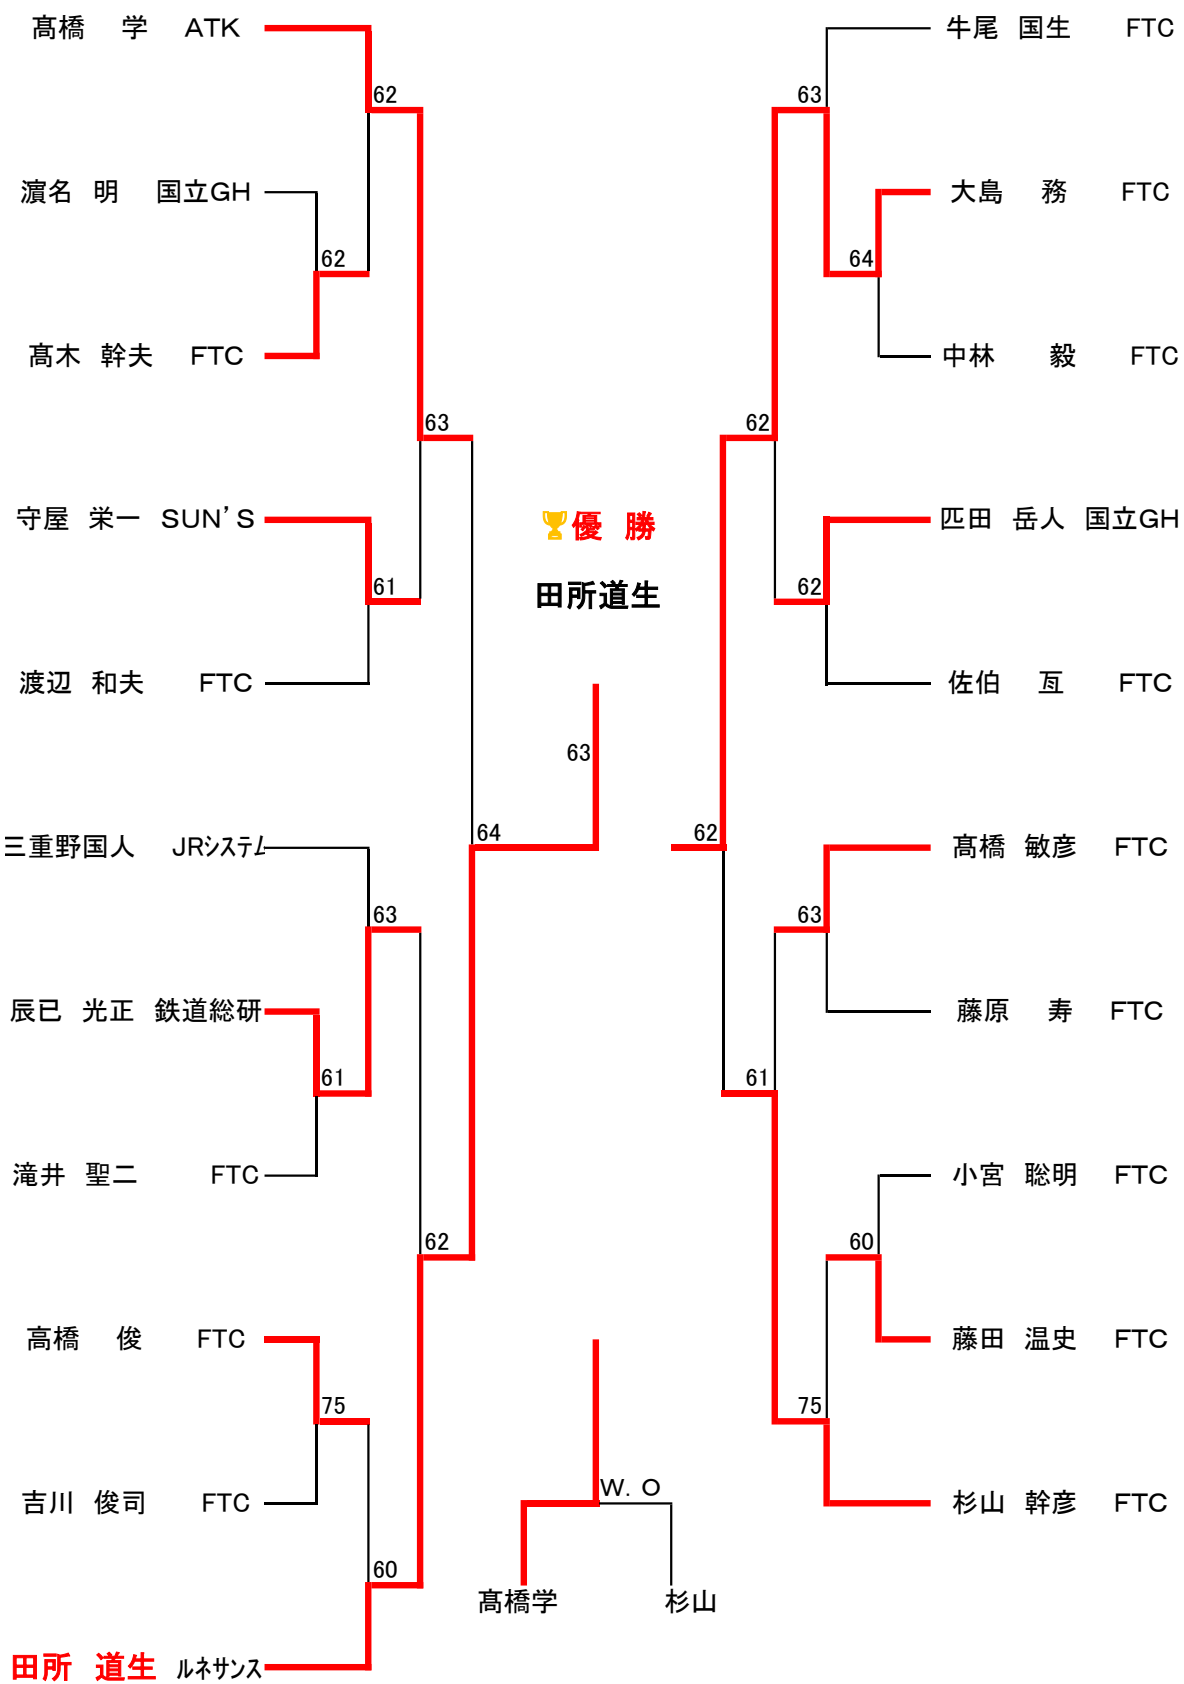 髙橋 学 ATK
62
濵名 明 国立GH
62
髙木 幹夫 FTC
63
守屋 栄一 SUN'S
61
渡辺 和夫 FTC
64
三重野国人 JRシステム
63
辰已 光正 鉄道総研
61
滝井 聖二 FTC
62
高橋 俊 FTC
75
吉川 俊司 FTC
60
田所 道生 ルネサンス
優 勝
田所道生
63
W. O
髙橋学 杉山
牛尾 国生 FTC
63
大島 務 FTC
64
中林 毅 FTC
62
匹田 岳人 国立GH
62
佐伯 亙 FTC
62
髙橋 敏彦 FTC
63
藤原 寿 FTC
61
小宮 聡明 FTC
60
藤田 温史 FTC
75
杉山 幹彦 FTC